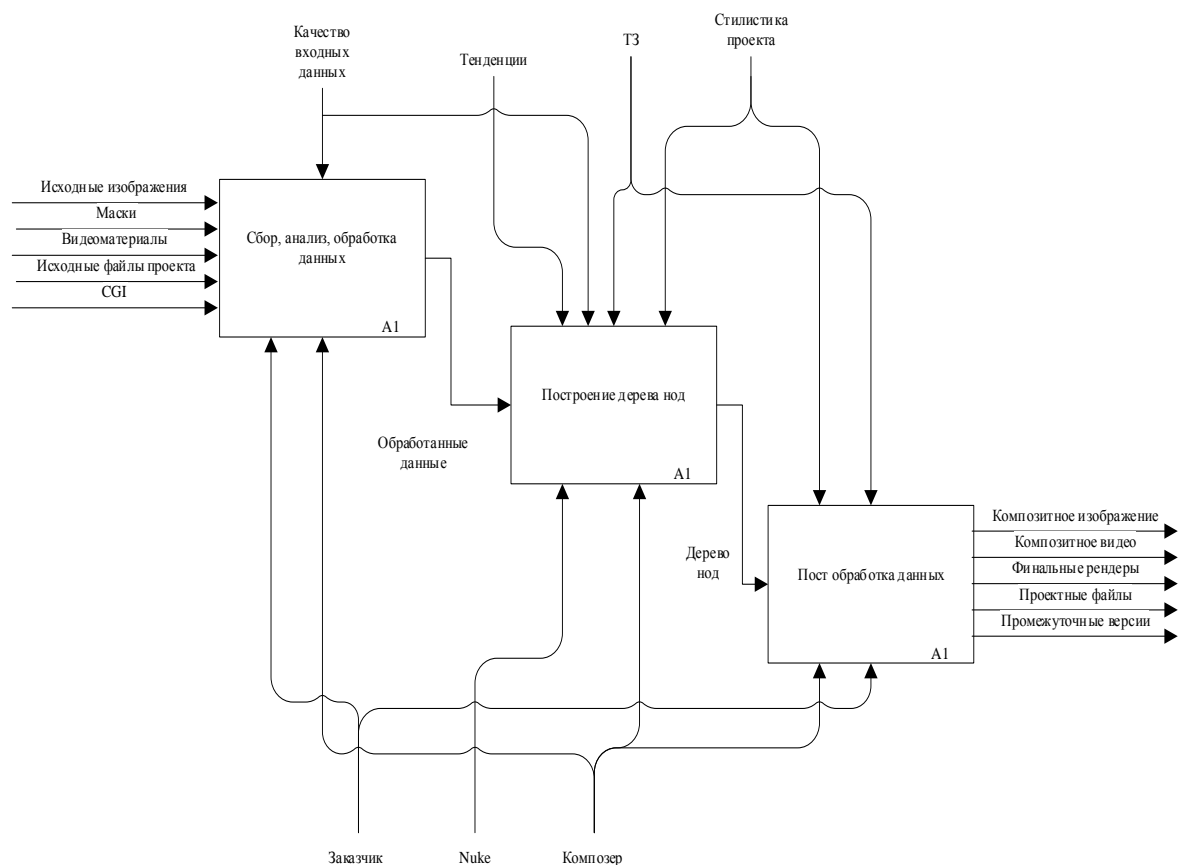 Качество
входных
данных
Тенденции
ТЗ
Стилистика
проекта
Исходные изображения
Маски
Видеоматериалы
Исходные файлы проекта
CGI
Сбор, анализ, обработка
данных
A1
Обработанные
данные
Построение дерева нод
A1
Дерево
нод
Пост обработка данных
A1
Композитное изображение
Композитное видео
Финальные рендеры
Проектные файлы
Промежуточные версии
Заказчик
Nuke
Композер